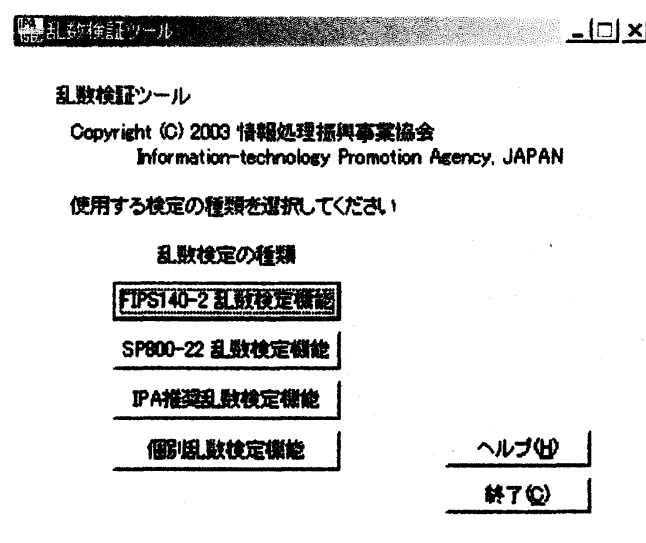 乱数検証ツール
乱数検証ツール
Copyright (C) 2003 情報処理振興事業協会
Information-technology Promotion Agency, JAPAN
使用する検定の種類を選択してください
乱数検定の種類
FIPS140-2 乱数検定機能
SP800-22 乱数検定機能
IPA推奨乱数検定機能
個別乱数検定機能
ヘルプ(H)
終了(C)